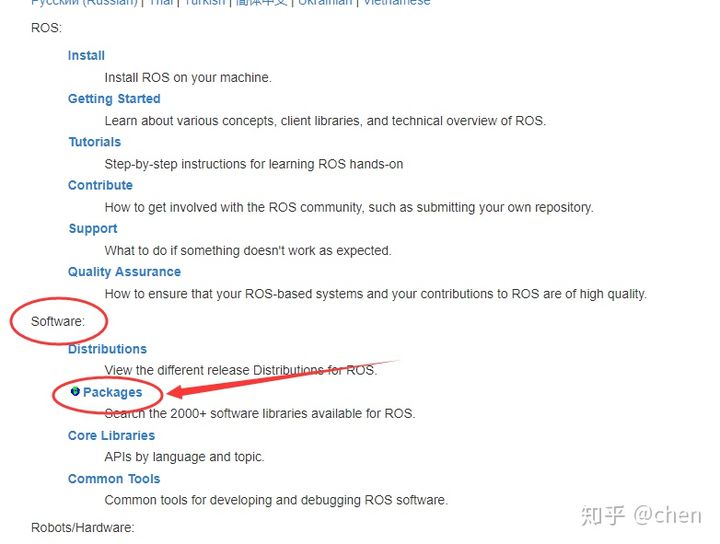 Русский (Russian) | Thai | Turkish | 简体中文 | Ukrainian | Vietnamese
ROS:
Install
Install ROS on your machine.
Getting Started
Learn about various concepts, client libraries, and technical overview of ROS.
Tutorials
Step-by-step instructions for learning ROS hands-on
Contribute
How to get involved with the ROS community, such as submitting your own repository.
Support
What to do if something doesn't work as expected.
Quality Assurance
How to ensure that your ROS-based systems and your contributions to ROS are of high quality.
Software:
Distributions
View the different release Distributions for ROS.
Packages
Search the 2000+ software libraries available for ROS.
Core Libraries
APIs by language and topic.
Common Tools
Common tools for developing and debugging ROS software.
Robots/Hardware:
知乎 @chen